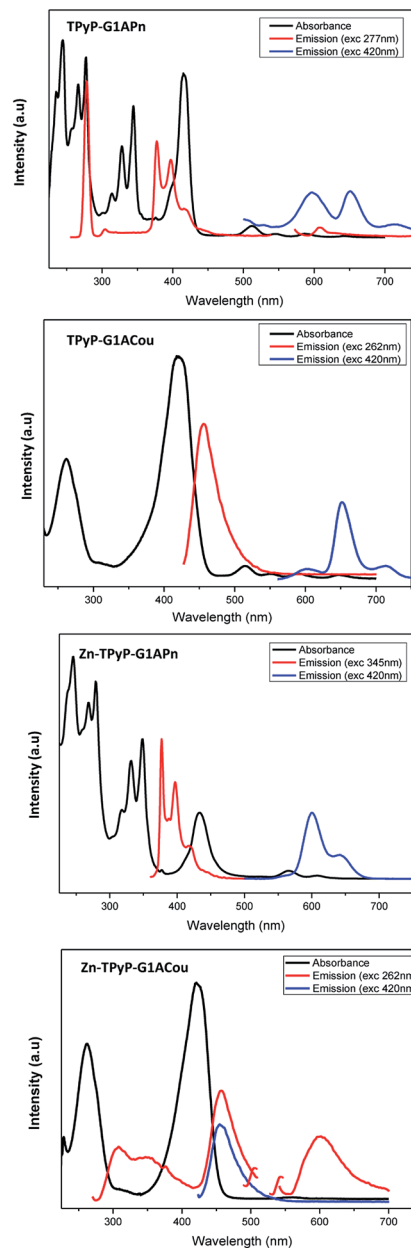 TPyP-G1APn
Absorbance
Emission (exc 277nm)
Emission (exc 420nm)
Intensity (a.u)
300 400 500 600 700
Wavelength (nm)
TPyP-G1ACou
Absorbance
Emission (exc 262nm)
Emission (exc 420nm)
Intensity (a.u)
300 400 500 600 700
Wavelength (nm)
Zn-TPyP-G1APn
Absorbance
Emission (exc 345nm)
Emission (exc 420nm)
Intensity (a.u)
300 400 500 600 700
Wavelength (nm)
Zn-TPyP-G1ACou
Absorbance
Emission (exc 262nm
Emission (exc 420nm
Intensity (a.u)
300 400 500 600 700
Wavelength (nm)